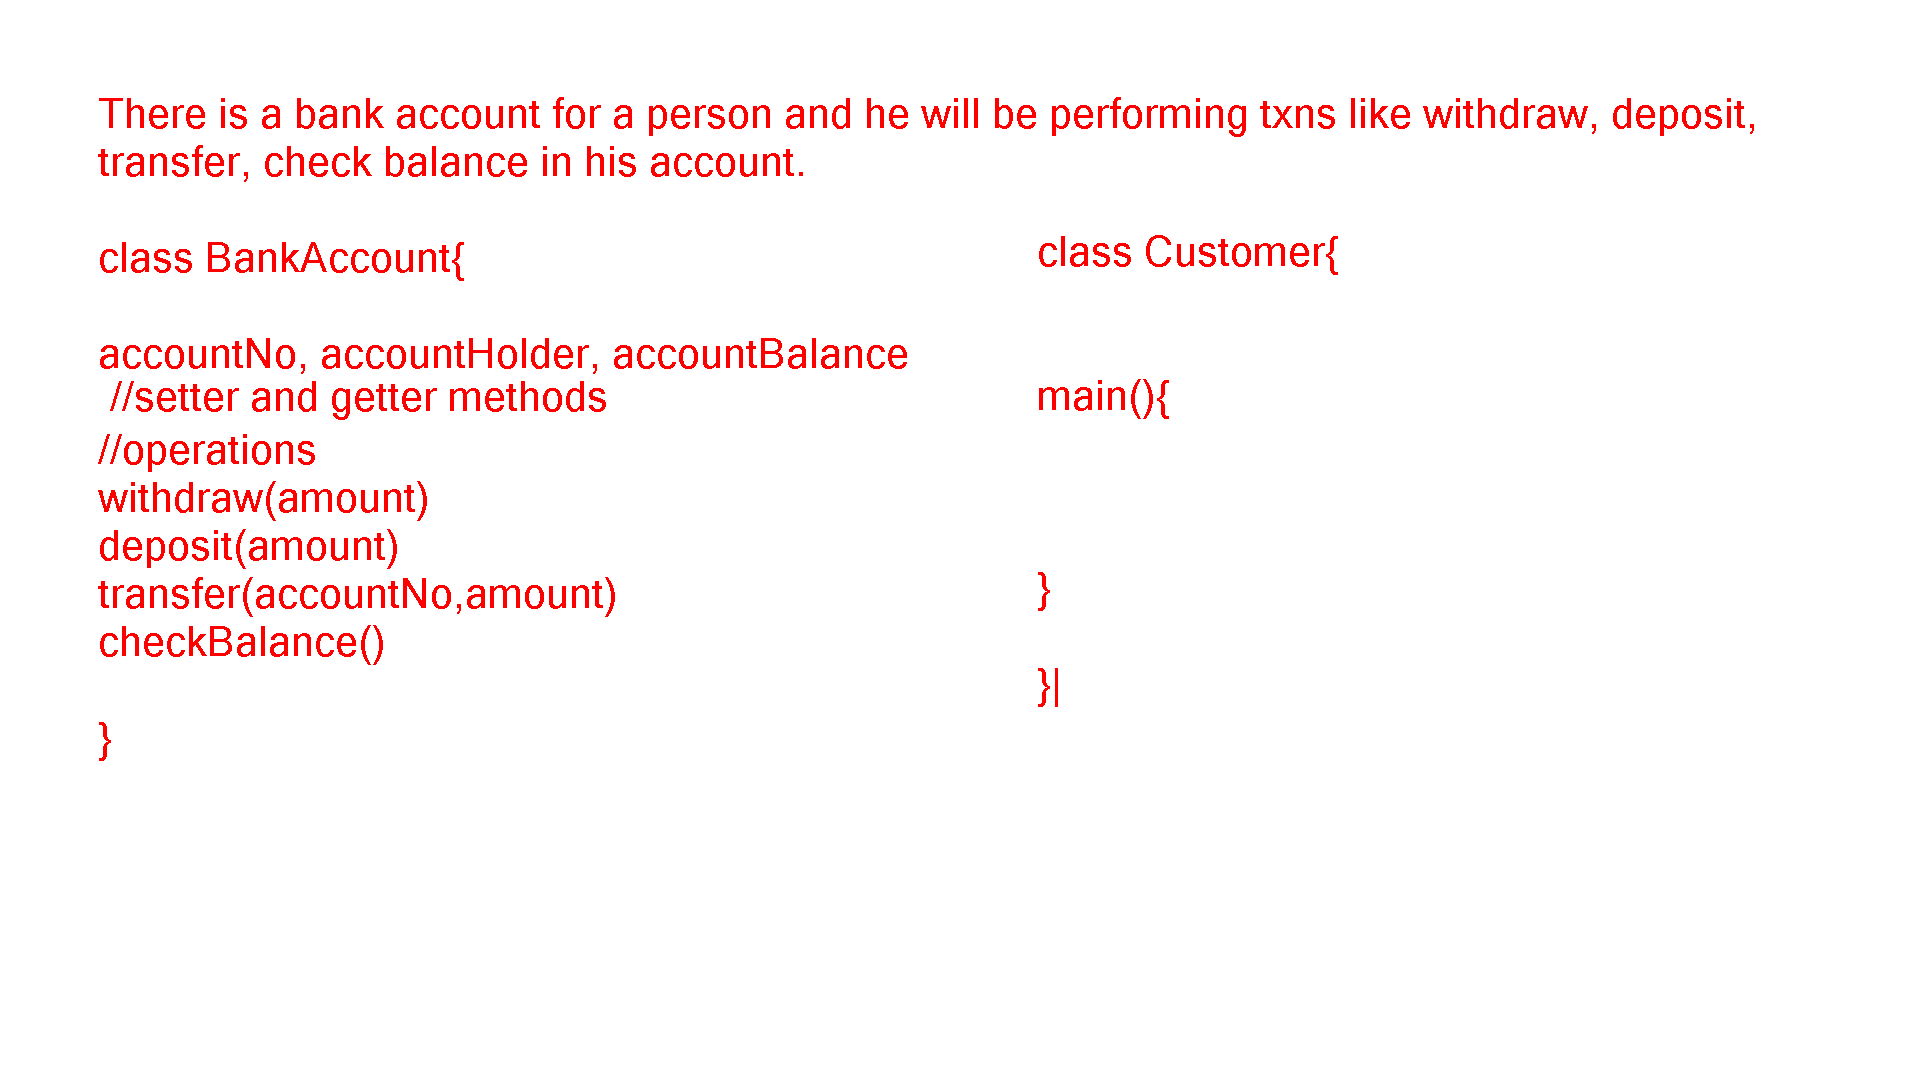 There is a bank account for a person and he will be performing txns like withdraw, deposit,
transfer, check balance in his account.
class BankAccount{
accountNo, accountHolder, accountBalance
//setter and getter methods
//operations
withdraw(amount)
deposit(amount)
transfer(accountNo,amount)
checkBalance()
}
class Customer{
main(){
}
}|